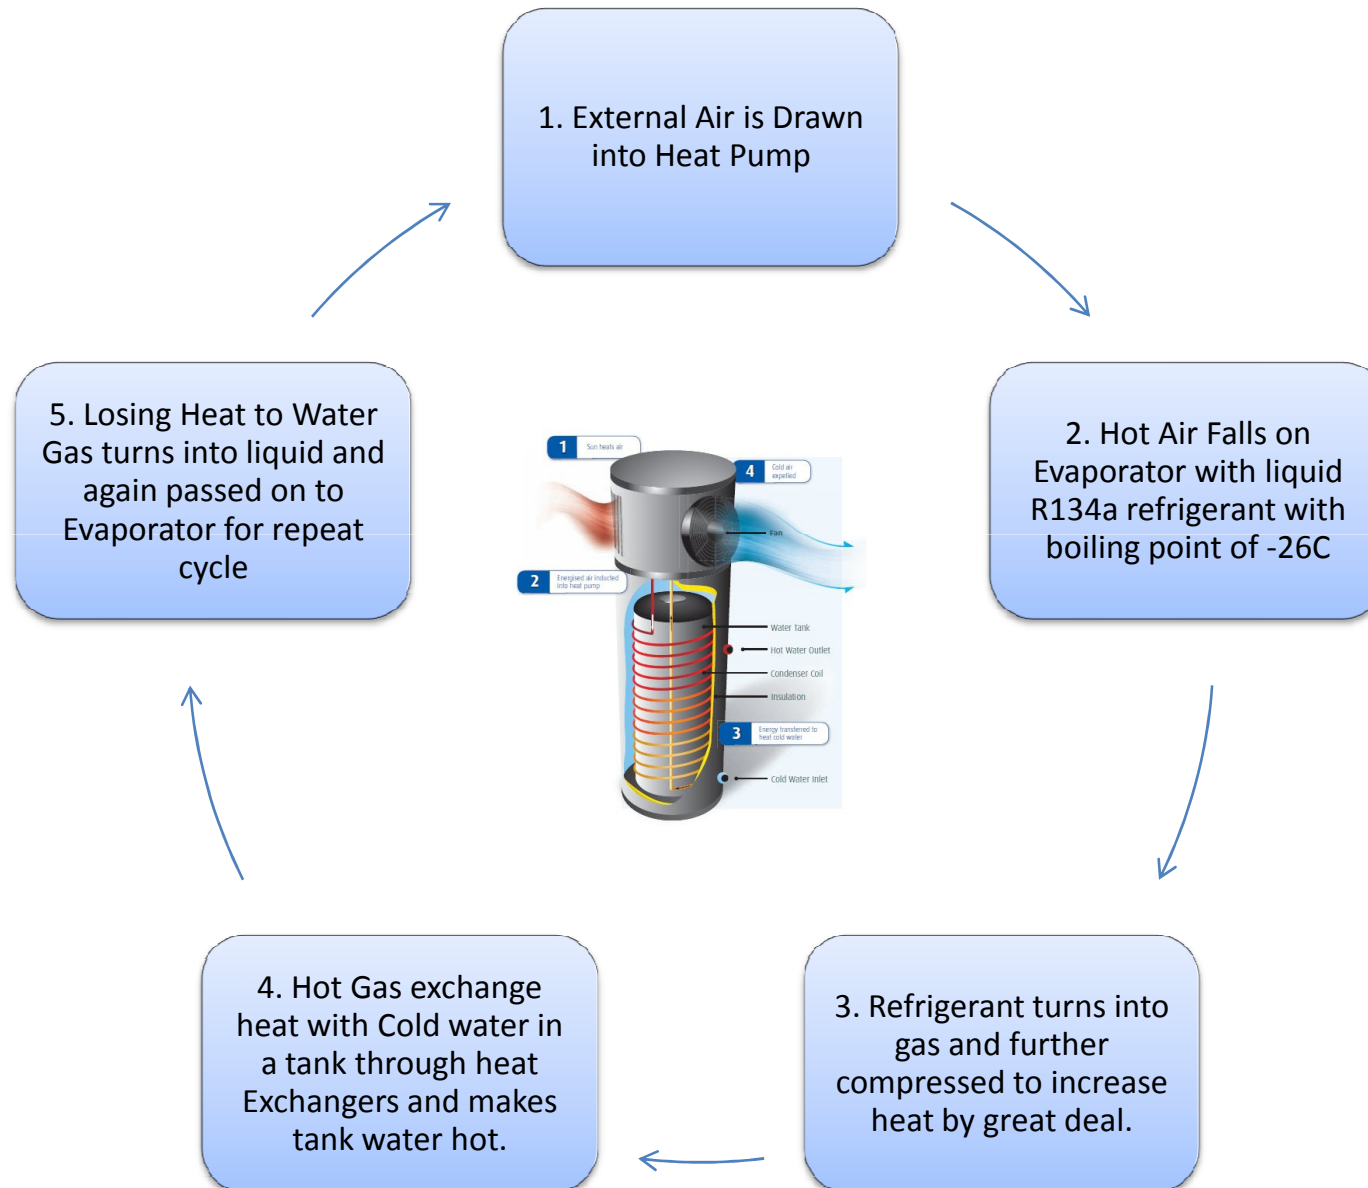 1. External Air is Drawn
into Heat Pump
2. Hot Air Falls on
Evaporator with liquid
R134a refrigerant with
boiling point of -26C
3. Refrigerant turns into
gas and further
compressed to increase
heat by great deal.
4. Hot Gas exchange
heat with Cold water in
a tank through heat
Exchangers and makes
tank water hot.
5. Losing Heat to Water
Gas turns into liquid and
again passed on to
Evaporator for repeat
cycle
1
Sun heats air
4
Cold air
expelled
Fan
2
Energised air inducted
into heat pump
Water Tank
Hot Water Outlet
Condenser Coil
Insulation
3
Energy transferred to
heat cold water
Cold Water Inlet